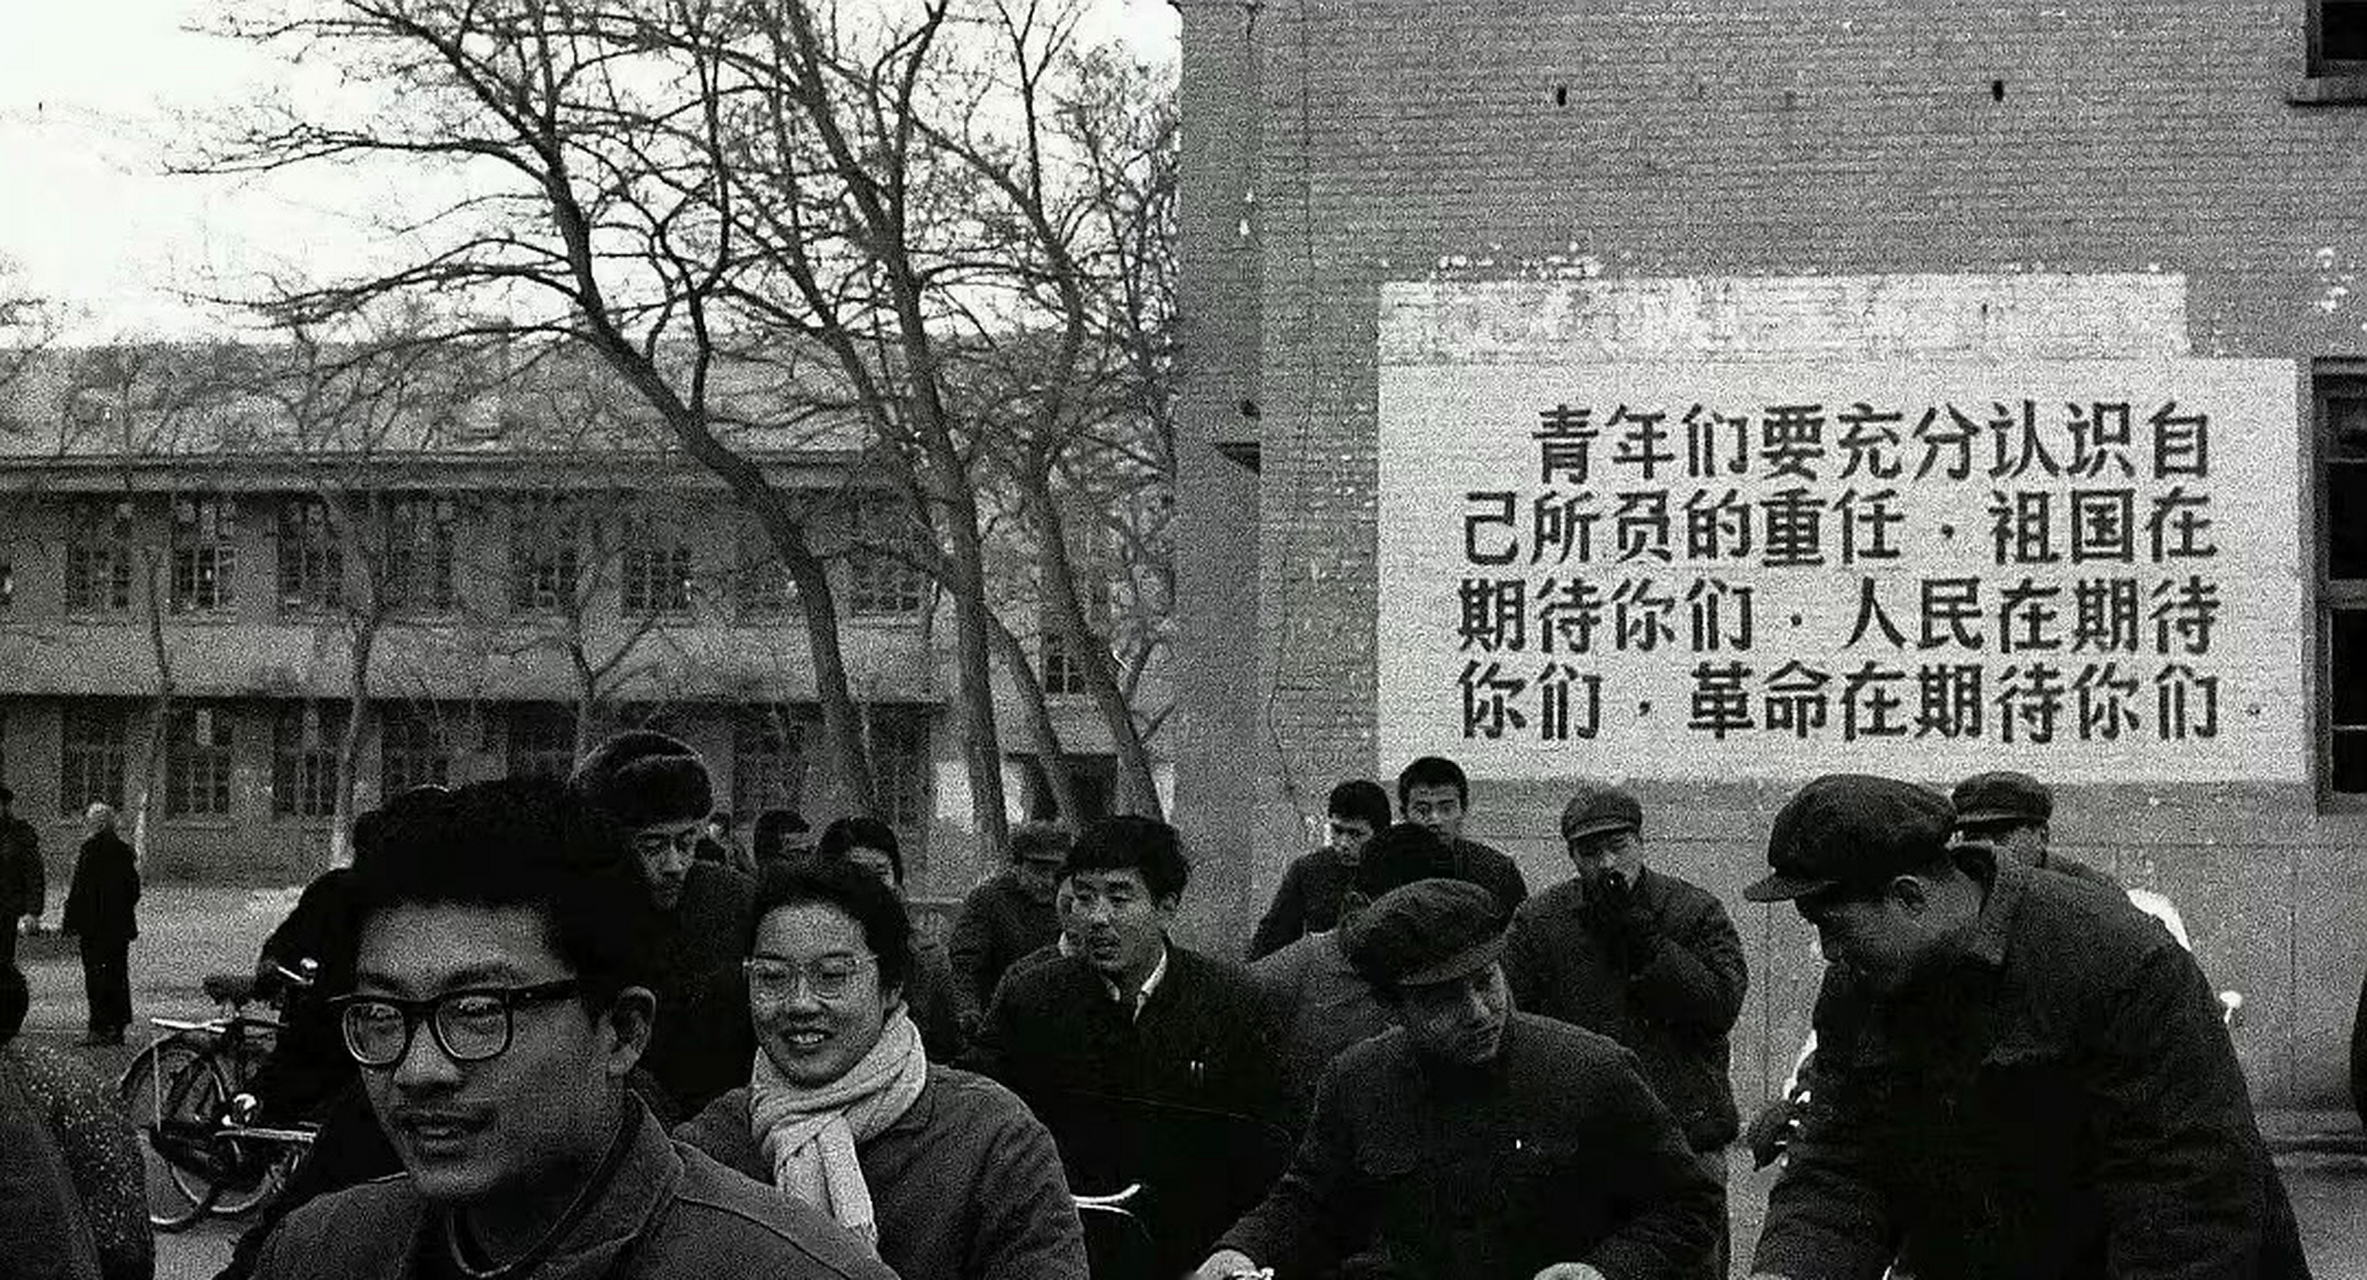 青年们要充分认识自
己所负的重任·祖国在
期待你们·人民在期待
你们·革命在期待你们。